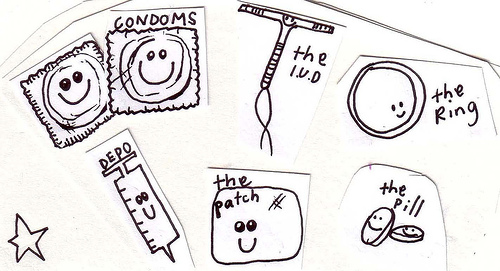 CONDOMS
the
I.U.D
the
Ring
DEPO
the
patch
the
Pill